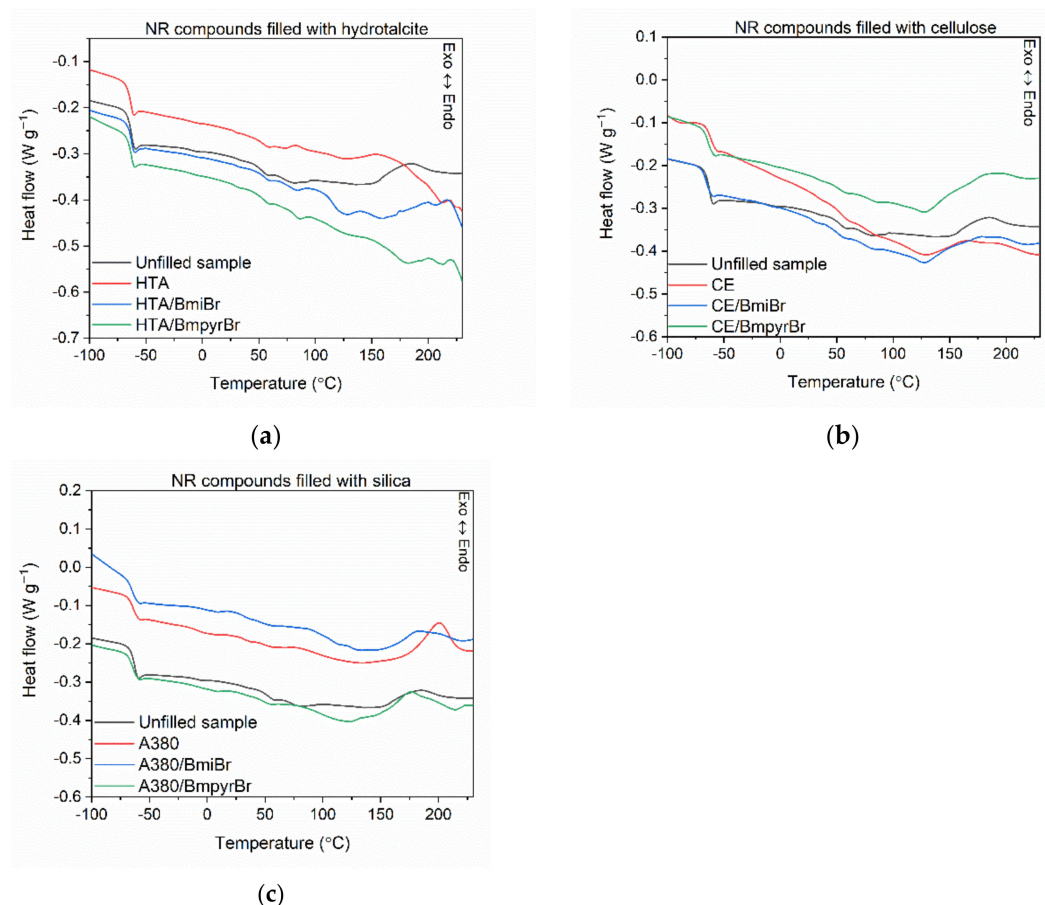 NR compounds filled with hydrotalcite
Exo ↔ Endo
-0.1
-0.2
-0.3
-0.4
-0.5
-0.6
-0.7
Heat flow (W g⁻¹)
Unfilled sample
HTA
HTA/BmiBr
HTA/BmpyrBr
-100 -50 0 50 100 150 200
Temperature (°C)
(a)
NR compounds filled with cellulose
Exo ↔ Endo
0.1
0.0
-0.1
-0.2
-0.3
-0.4
-0.5
-0.6
Heat flow (W g⁻¹)
Unfilled sample
CE
CE/BmiBr
CE/BmpyrBr
-100 -50 0 50 100 150 200
Temperature (°C)
(b)
NR compounds filled with silica
Exo ↔ Endo
0.2
0.1
0.0
-0.1
-0.2
-0.3
-0.4
-0.5
-0.6
Heat flow (W g⁻¹)
Unfilled sample
A380
A380/BmiBr
A380/BmpyrBr
-100 -50 0 50 100 150 200
Temperature (°C)
(c)